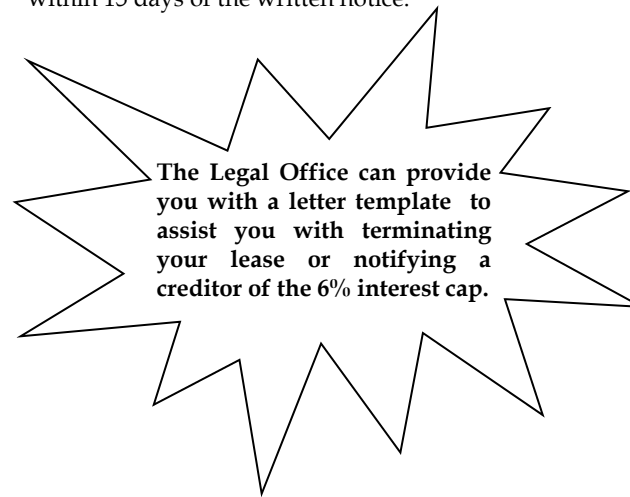 within 15 days of the written notice.
The Legal Office can provide
you with a letter template to
assist you with terminating
your lease or notifying a
creditor of the 6% interest cap.